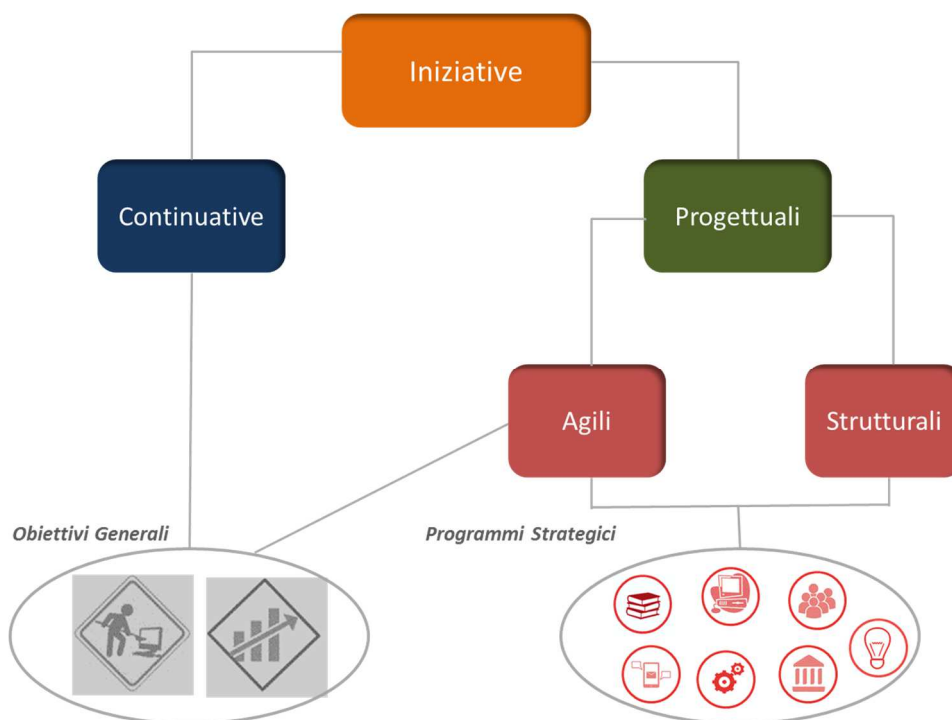 Iniziative
Continuative
Progettuali
Agili
Strutturali
Obiettivi Generali
Programmi Strategici